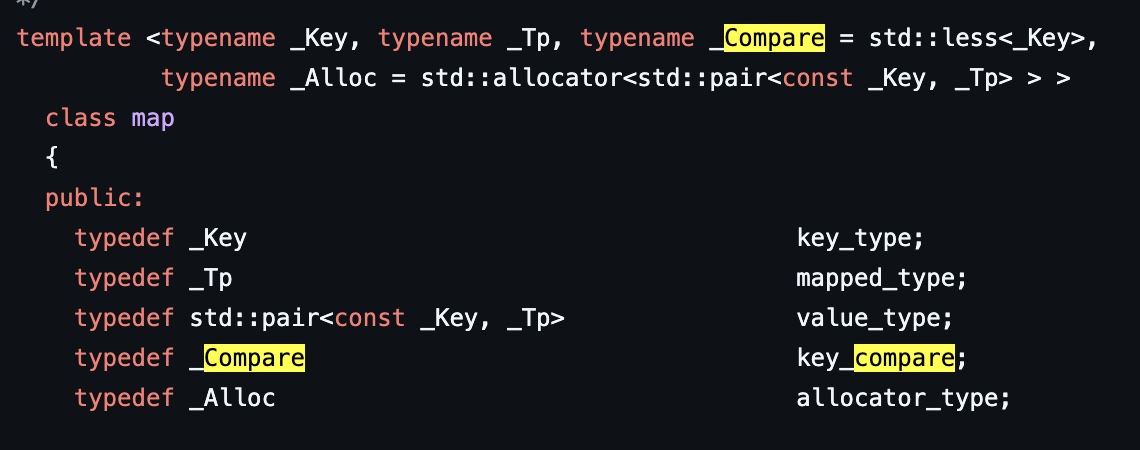 */
template <typename _Key, typename _Tp, typename _Compare = std::less<_Key>,
typename _Alloc = std::allocator<std::pair<const _Key, _Tp> > >
class map
{
public:
typedef _Key key_type;
typedef _Tp mapped_type;
typedef std::pair<const _Key, _Tp> value_type;
typedef _Compare key_compare;
typedef _Alloc allocator_type;